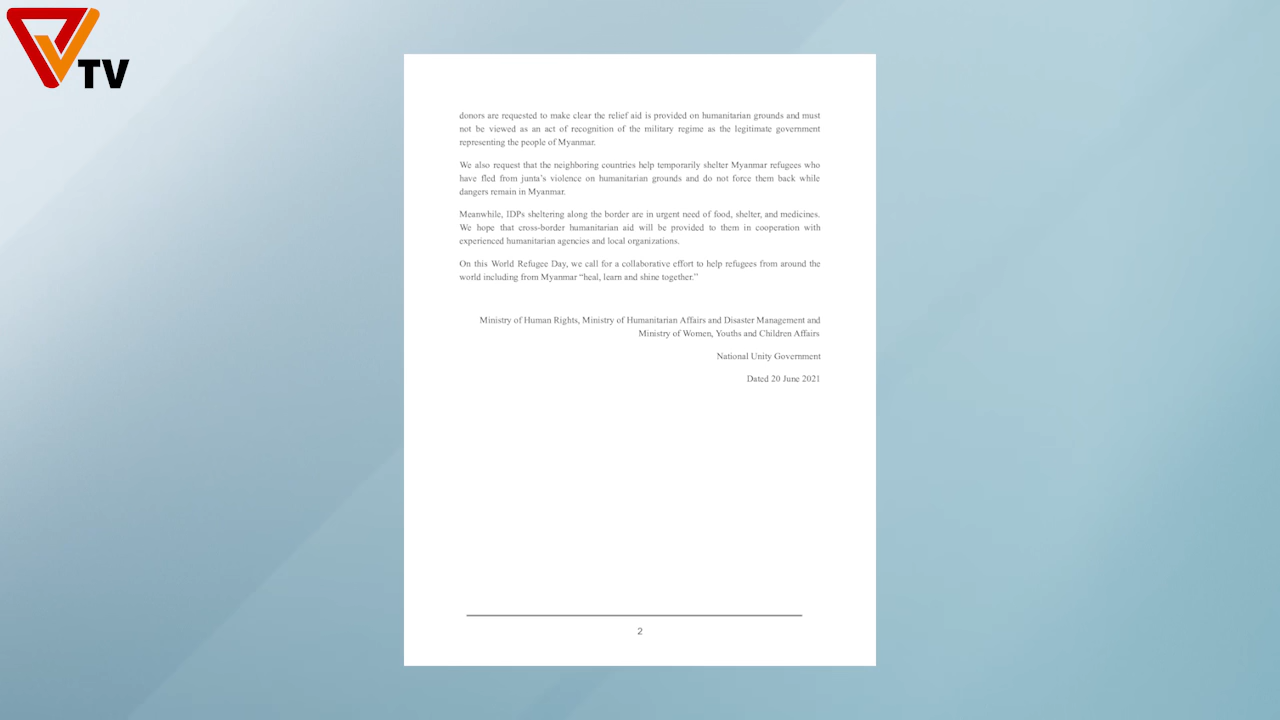 TV
donors are requested to make clear the relief aid is provided on humanitarian grounds and must
not be viewed as an act of recognition of the military regime as the legitimate government
representing the people of Myanmar.
We also request that the neighboring countries help temporarily shelter Myanmar refugees who
have fled from junta’s violence on humanitarian grounds and do not force them back while
dangers remain in Myanmar.
Meanwhile, IDPs sheltering along the border are in urgent need of food, shelter, and medicines.
We hope that cross-border humanitarian aid will be provided to them in cooperation with
experienced humanitarian agencies and local organizations.
On this World Refugee Day, we call for a collaborative effort to help refugees from around the
world including from Myanmar “heal, learn and shine together.”
Ministry of Human Rights, Ministry of Humanitarian Affairs and Disaster Management and
Ministry of Women, Youths and Children Affairs
National Unity Government
Dated 20 June 2021
2